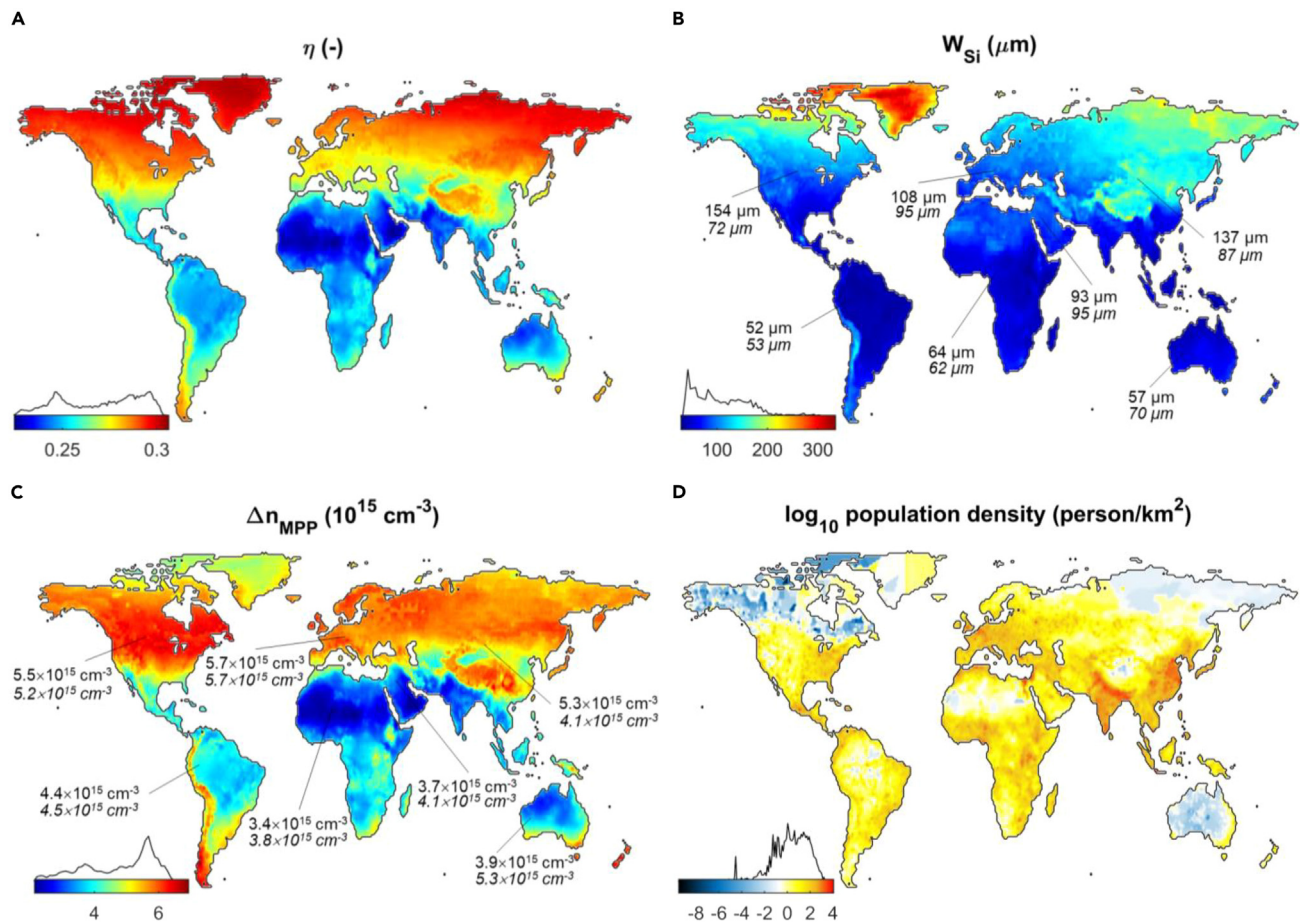 A
η (-)
0.25 0.3
B
W_Si (μm)
154 μm
72 μm
108 μm
95 μm
137 μm
87 μm
93 μm
95 μm
52 μm
53 μm
64 μm
62 μm
57 μm
70 μm
100 200 300
C
Δn_MPP (10^15 cm^-3)
5.5×10^15 cm^-3
5.2×10^15 cm^-3
5.7×10^15 cm^-3
5.7×10^15 cm^-3
5.3×10^15 cm^-3
4.1×10^15 cm^-3
4.4×10^15 cm^-3
4.5×10^15 cm^-3
3.4×10^15 cm^-3
3.8×10^15 cm^-3
3.7×10^15 cm^-3
4.1×10^15 cm^-3
3.9×10^15 cm^-3
5.3×10^15 cm^-3
4 6
D
log_10 population density (person/km^2)
-8 -6 -4 -2 0 2 4